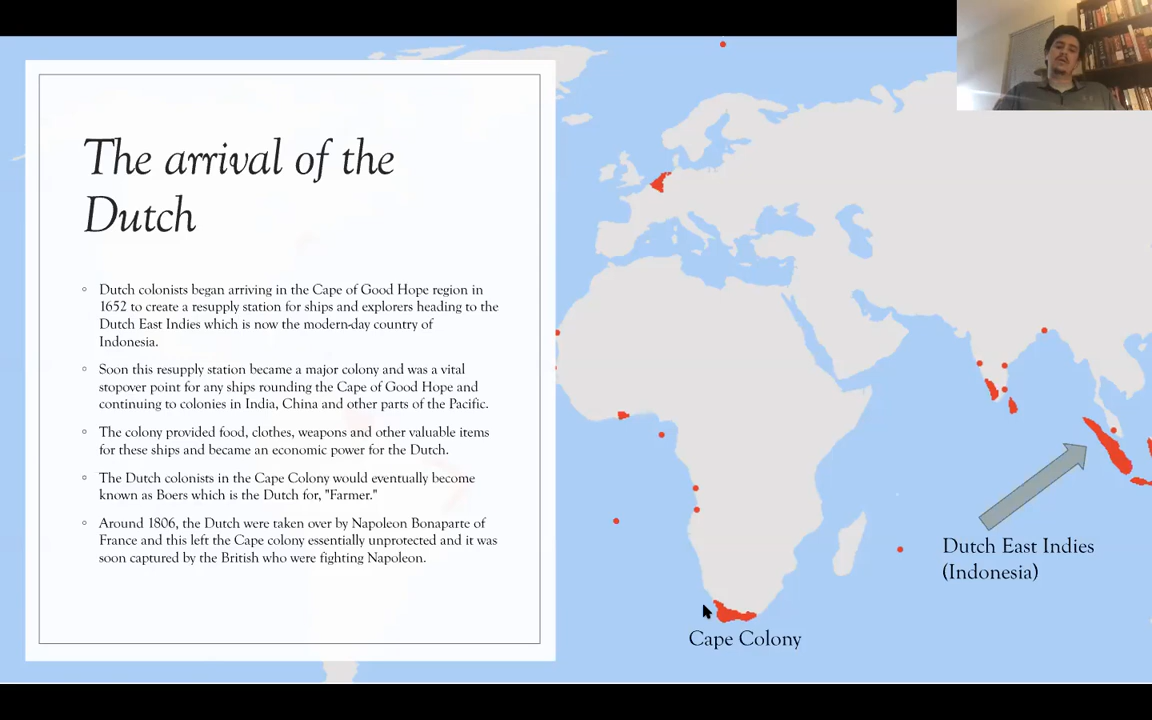 The arrival of the
Dutch
Dutch colonists began arriving in the Cape of Good Hope region in
1652 to create a resupply station for ships and explorers heading to the
Dutch East Indies which is now the modern-day country of
Indonesia.
Soon this resupply station became a major colony and was a vital
stopover point for any ships rounding the Cape of Good Hope and
continuing to colonies in India, China and other parts of the Pacific.
The colony provided food, clothes, weapons and other valuable items
for these ships and became an economic power for the Dutch.
The Dutch colonists in the Cape Colony would eventually become
known as Boers which is the Dutch for, "Farmer."
Around 1806, the Dutch were taken over by Napoleon Bonaparte of
France and this left the Cape colony essentially unprotected and it was
soon captured by the British who were fighting Napoleon.
Dutch East Indies
(Indonesia)
Cape Colony